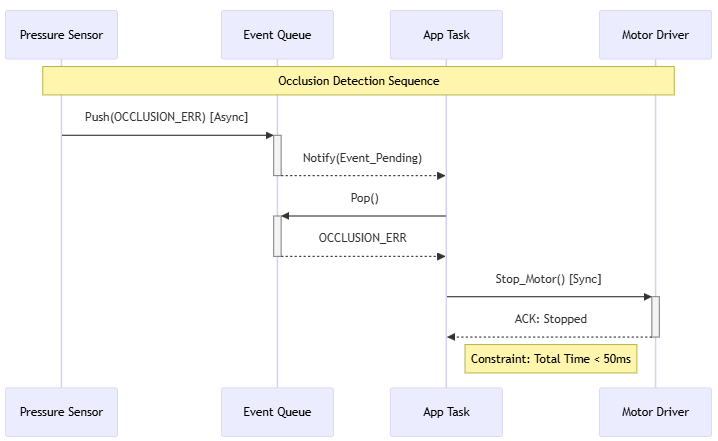 Pressure Sensor
Event Queue
App Task
Motor Driver
Occlusion Detection Sequence
Push(OCCLUSION_ERR) [Async]
Notify(Event_Pending)
Pop()
OCCLUSION_ERR
Stop_Motor() [Sync]
ACK: Stopped
Constraint: Total Time < 50ms
Pressure Sensor
Event Queue
App Task
Motor Driver